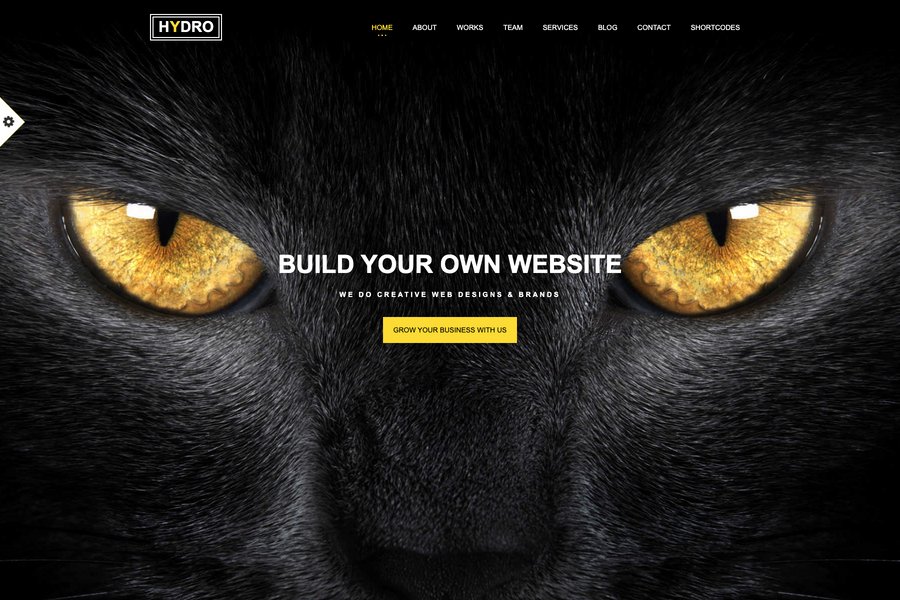 HYDRO
HOME ABOUT WORKS TEAM SERVICES BLOG CONTACT SHORTCODES
BUILD YOUR OWN WEBSITE
WE DO CREATIVE WEB DESIGNS & BRANDS
GROW YOUR BUSINESS WITH US